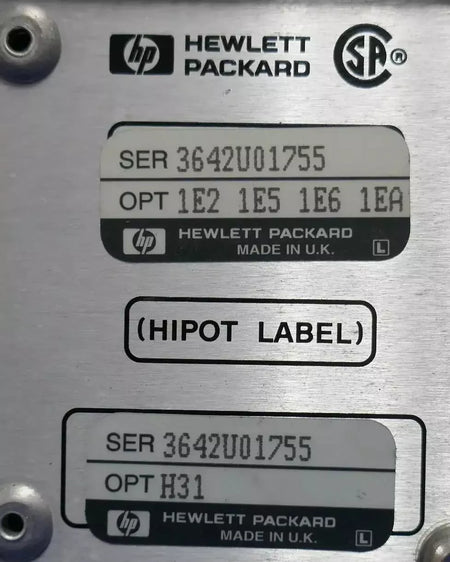 hp HEWLETT
PACKARD
SA®
SER 3642U01755
OPT 1E2 1E5 1E6 1EA
hp HEWLETT PACKARD
MADE IN U.K. L
(HIPOT LABEL)
SER 3642U01755
OPT H31
hp HEWLETT PACKARD
MADE IN U.K. L